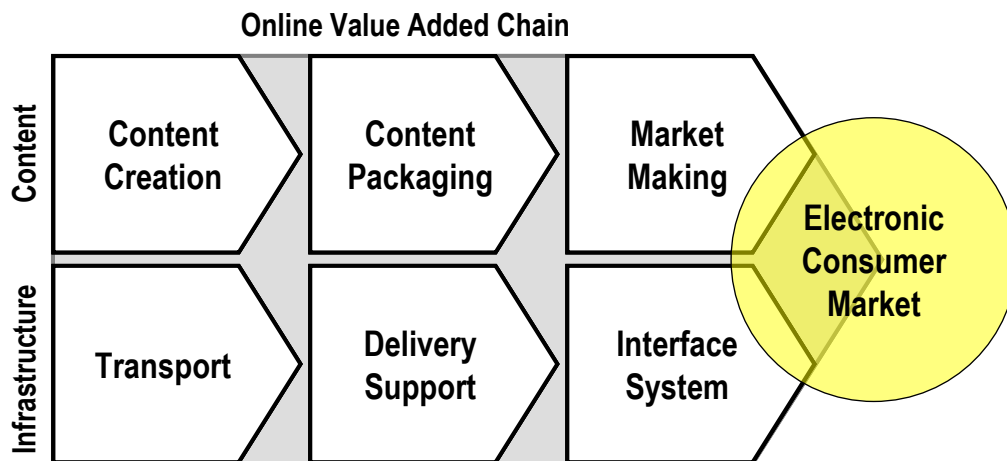 Online Value Added Chain
Content
Content
Creation
Content
Packaging
Market
Making
Electronic
Consumer
Market
Infrastructure
Transport
Delivery
Support
Interface
System